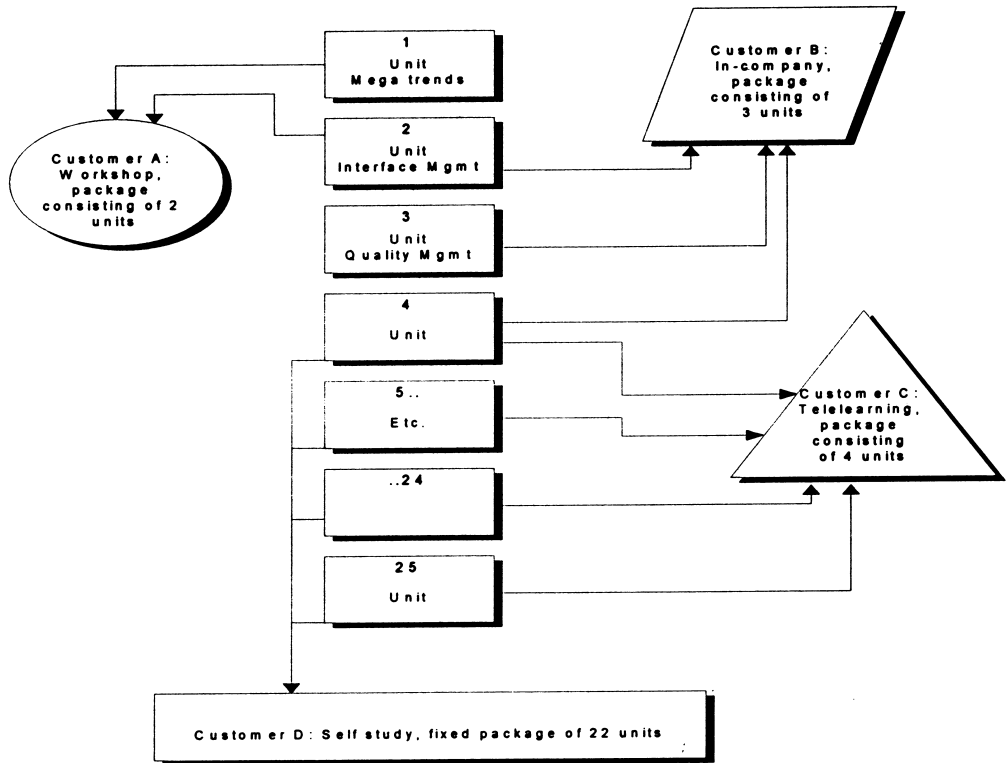 1
Unit
Mega trends
2
Unit
Interface Mgmt
3
Unit
Quality Mgmt
4
Unit
5..
Etc.
..24
25
Unit
Customer A:
Workshop,
package
consisting of 2
units
Customer B:
In-company,
package
consisting of
3 units
Customer C:
Telelearning,
package
consisting
of 4 units
Customer D: Self study, fixed package of 22 units